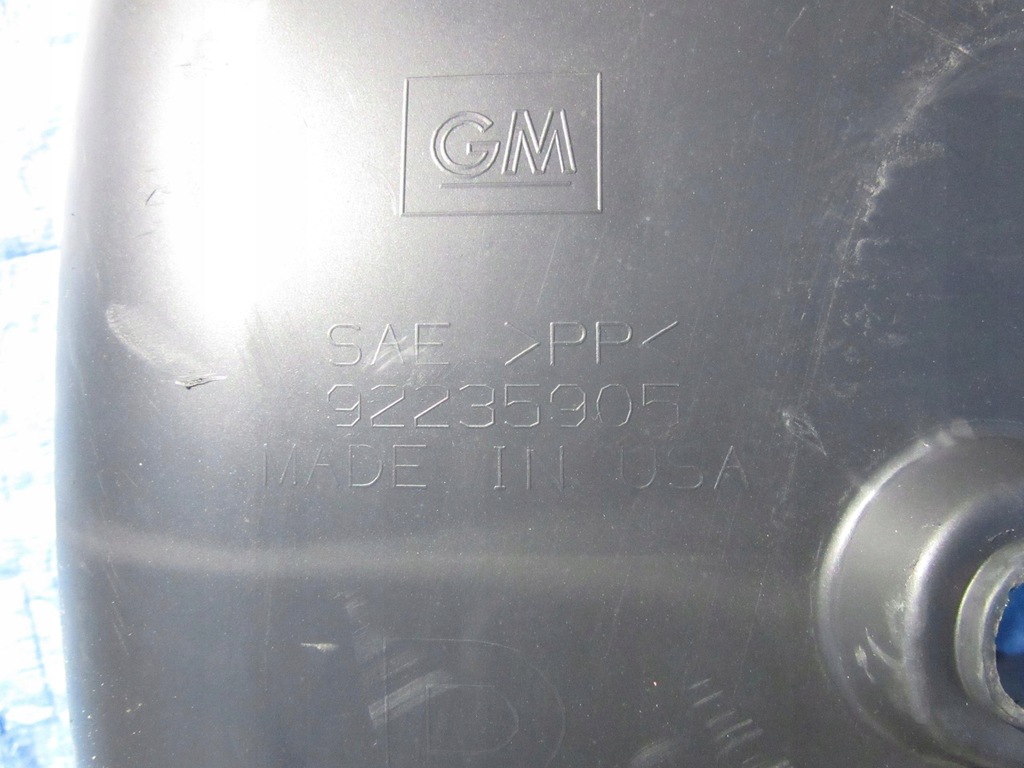 GM
SAE >PP<
92235905
MADE IN USA
D